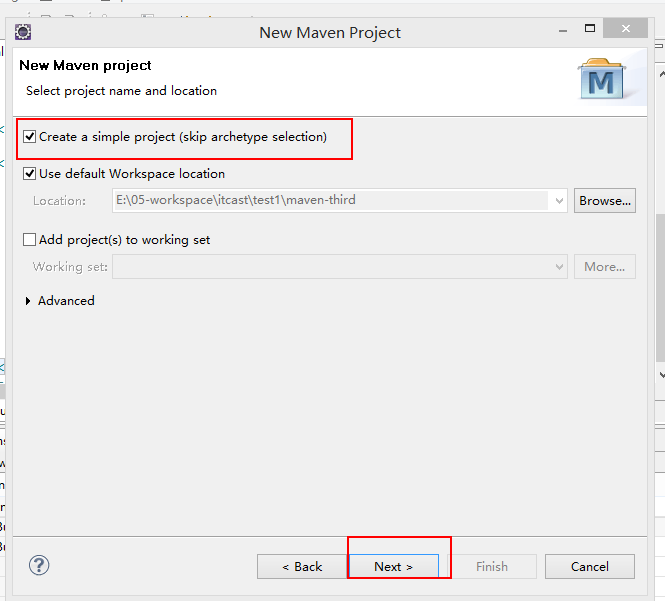 New Maven Project
New Maven project
Select project name and location
M
Create a simple project (skip archetype selection)
Use default Workspace location
Location: E:\05-workspace\itcast\test1\maven-third Browse...
Add project(s) to working set
Working set: More...
Advanced
? < Back Next > Finish Cancel